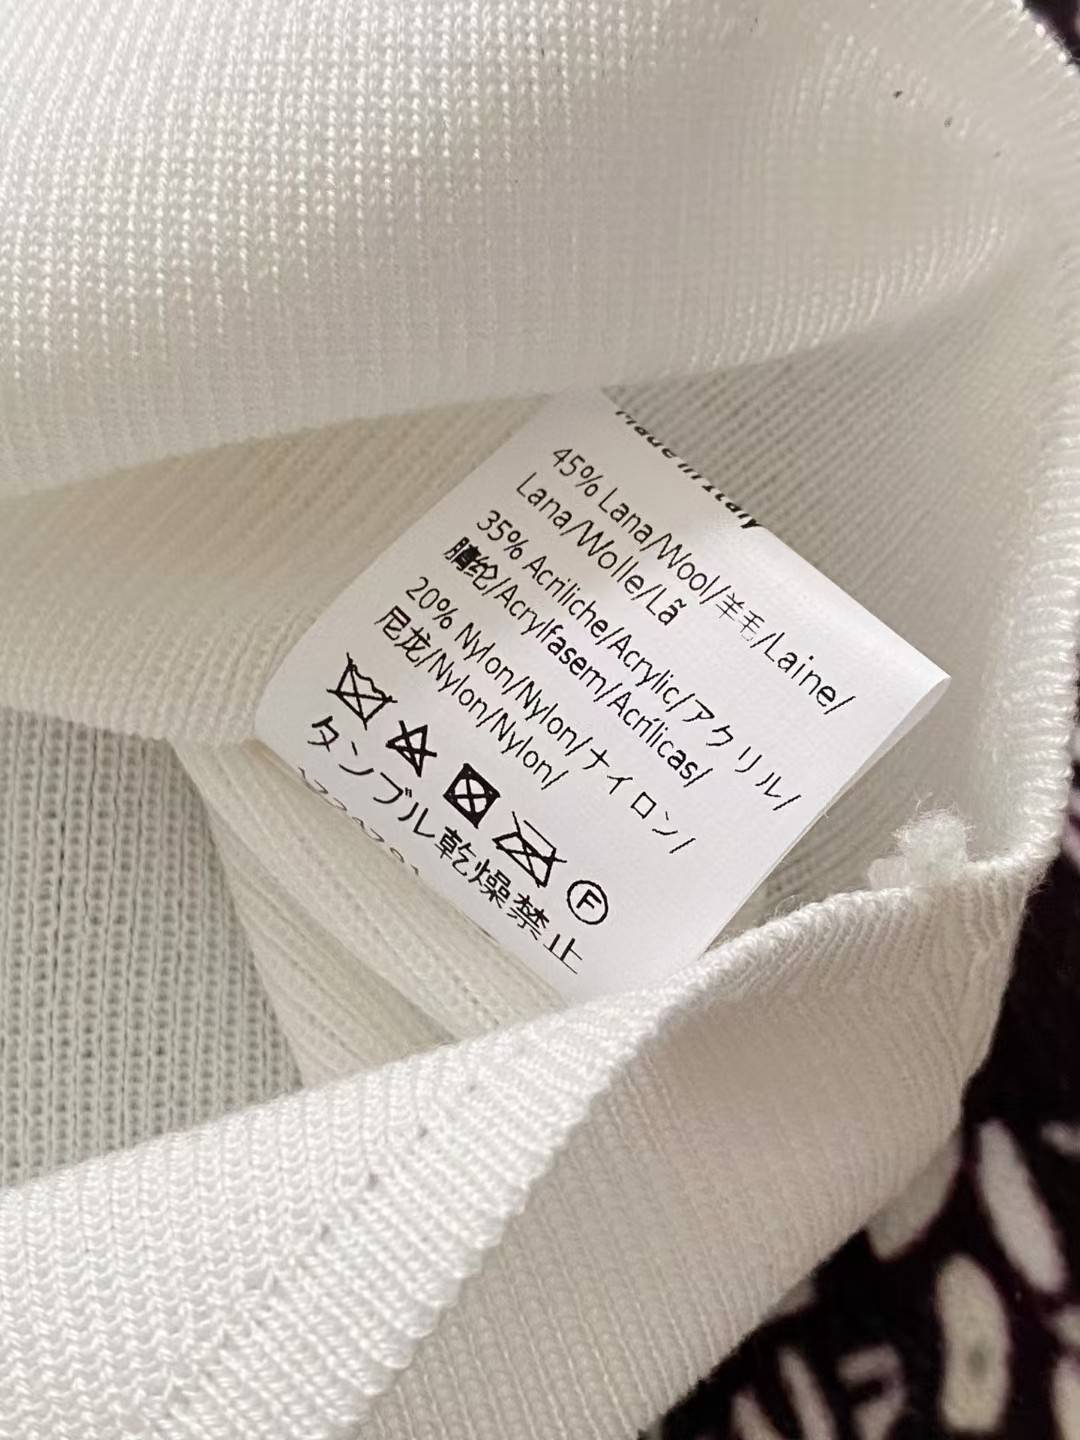 Made in Italy
45% Lana/Wool/羊毛/Laine/
Lana/Wolle/Lã
35% Acriliche/Acrylic/アクリル/
腈纶/Acrylfasern/Acrílicas/
20% Nylon/Nylon/ナイロン/
尼龙/Nylon/Nylon/
F
タンブル乾燥禁止